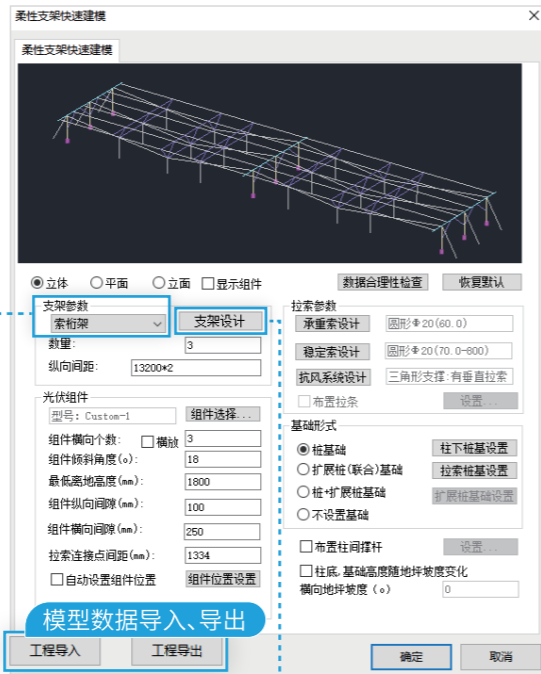 柔性支架快速建模
柔性支架快速建模
立体 平面 立面 显示组件 数据合理性检查 恢复默认
支架参数
索桁架 支架设计
数量: 3
纵向间距: 13200*2
光伏组件
型号: Custom-1 组件选择...
组件横向个数: 横放 3
组件倾斜角度(o): 18
最低离地高度(mm): 1800
组件纵向间隙(mm): 100
组件横向间隙(mm): 250
拉索连接点间距(mm): 1334
自动设置组件位置 组件位置设置
拉索参数
承重索设计 圆形Φ20(60.0)
稳定索设计 圆形Φ20(70.0-800)
抗风系统设计 三角形支撑:有垂直拉索
布置拉条 设置...
基础形式
桩基础 柱下桩基设置
扩展桩(联合)基础 拉索桩基设置
桩+扩展桩基础 扩展桩基础设置
不设置基础
布置柱间撑杆 设置...
柱底,基础高度随地坪坡度变化
横向地坪坡度(o) 0
模型数据导入、导出
工程导入 工程导出 确定 取消